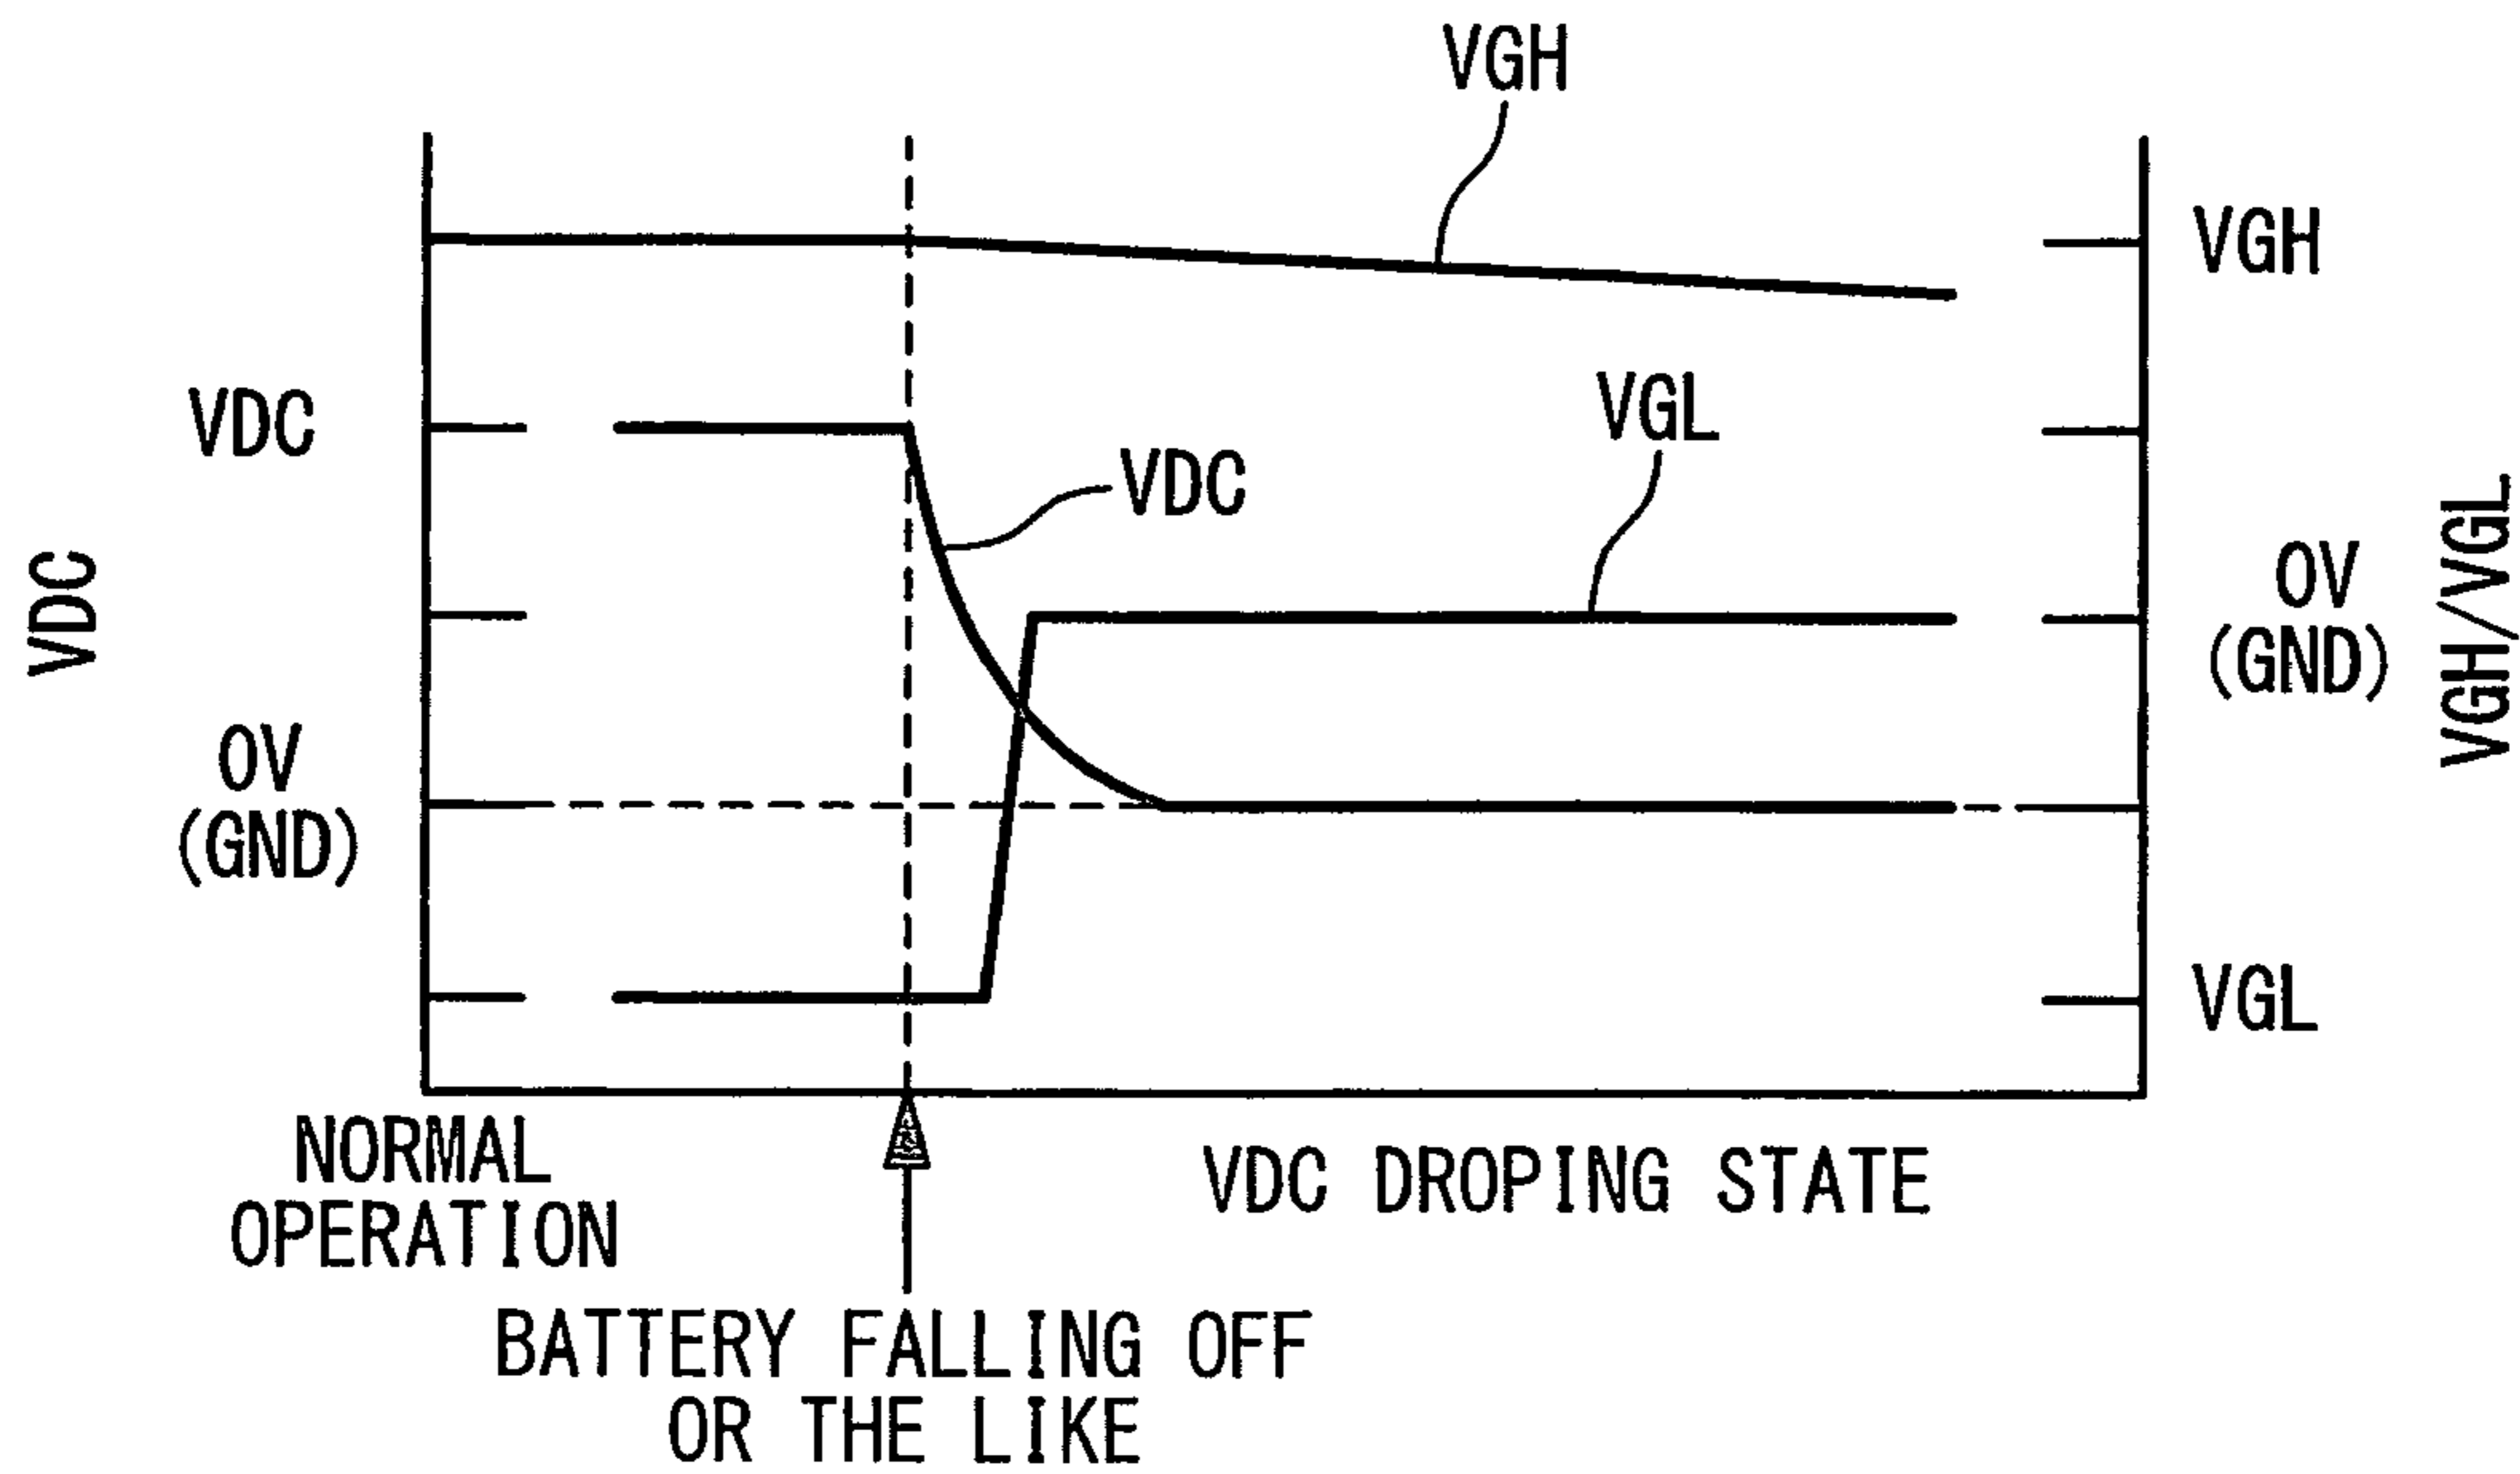 VGH
VGH
VDC
VGL
VDC
VDC
VGH/VGL
0V
(GND)
0V
(GND)
VGL
NORMAL
OPERATION
VDC DROPING STATE
BATTERY FALLING OFF
OR THE LIKE